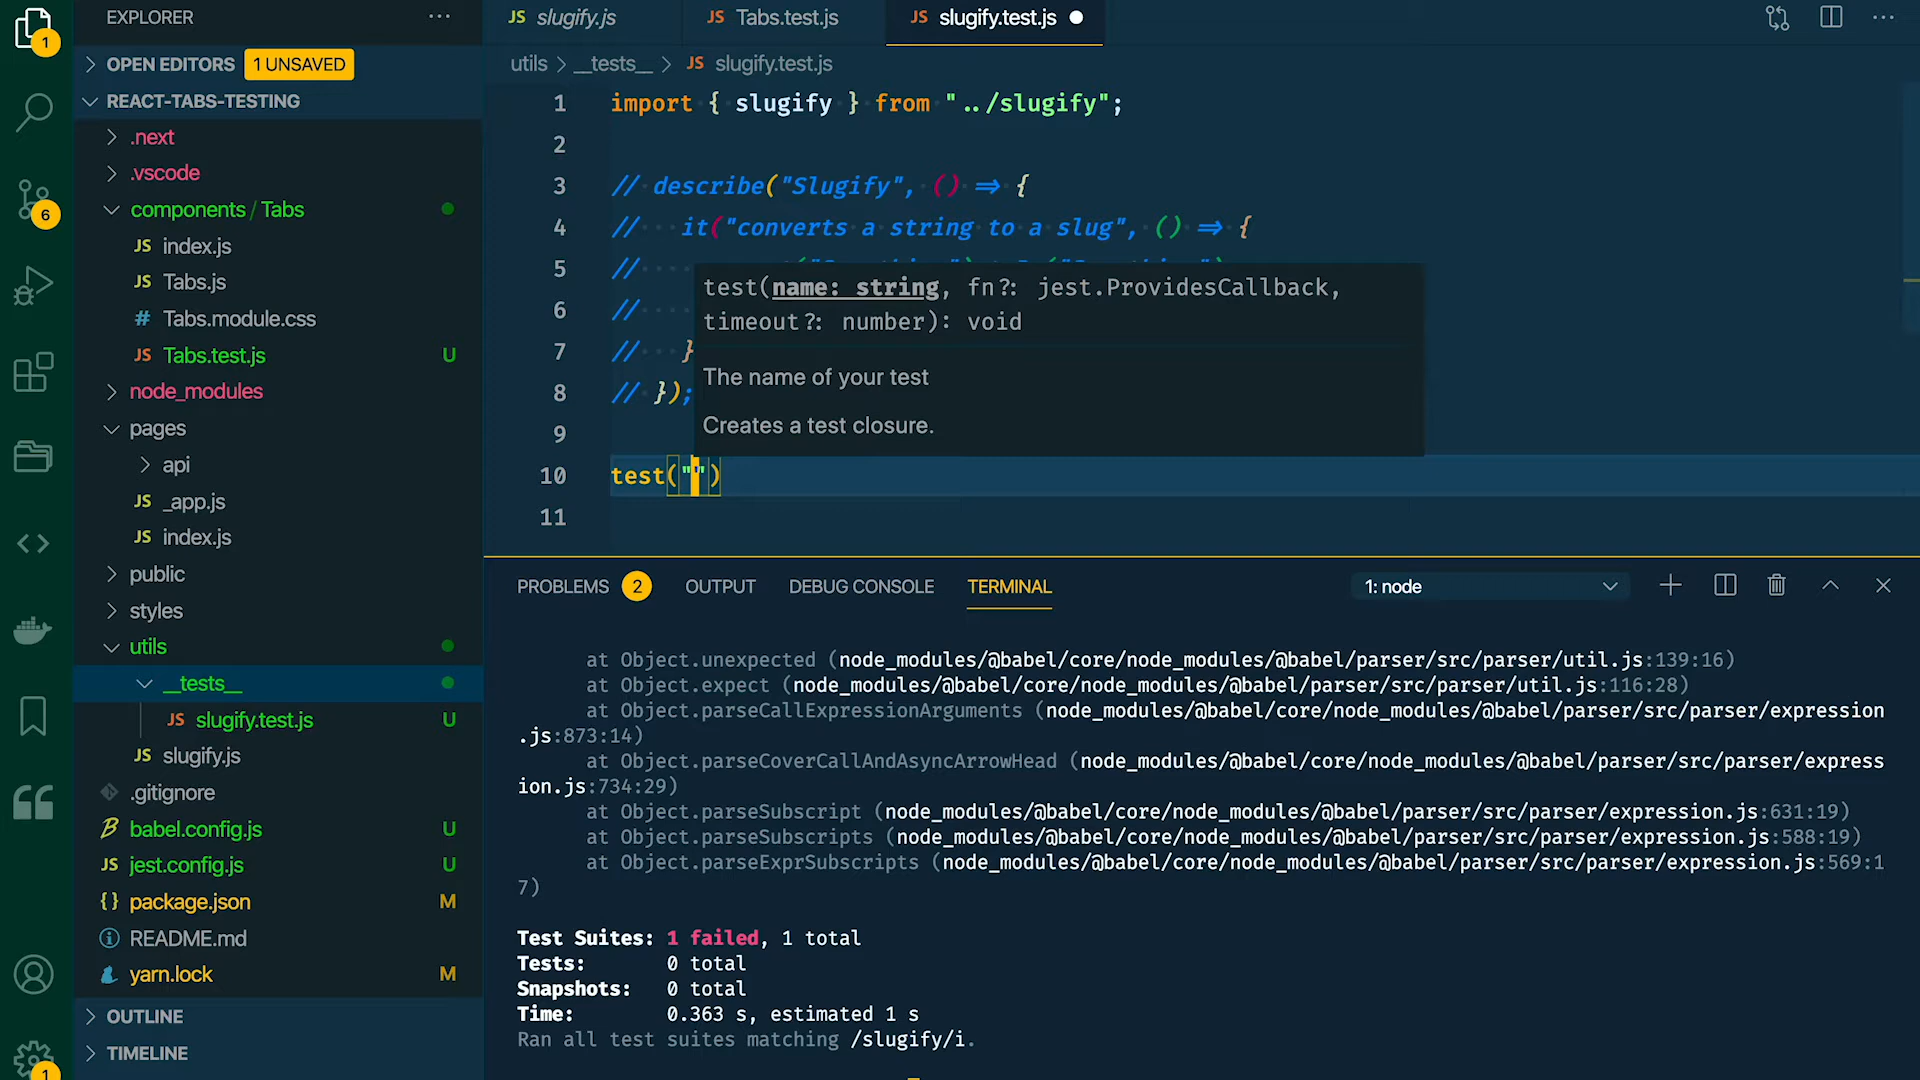 1
EXPLORER
OPEN EDITORS 1 UNSAVED
REACT-TABS-TESTING
.next
.vscode
6
components / Tabs
JS index.js
JS Tabs.js
# Tabs.module.css
JS Tabs.test.js U
node_modules
pages
api
JS _app.js
JS index.js
public
styles
utils
__tests__
JS slugify.test.js U
JS slugify.js
.gitignore
babel.config.js U
JS jest.config.js U
{} package.json M
README.md
yarn.lock M
OUTLINE
TIMELINE
1
JS slugify.js
JS Tabs.test.js
JS slugify.test.js
utils > __tests__ > JS slugify.test.js
1 import { slugify } from "../slugify";
2
3 // describe("Slugify", () => {
4 // it("converts a string to a slug", () => {
5 //
6 //
7 // }
8 // });
9
10 test("")
11
test(name: string, fn?: jest.ProvidesCallback,
timeout?: number): void
The name of your test
Creates a test closure.
PROBLEMS 2 OUTPUT DEBUG CONSOLE TERMINAL 1: node
at Object.unexpected (node_modules/@babel/core/node_modules/@babel/parser/src/parser/util.js:139:16)
at Object.expect (node_modules/@babel/core/node_modules/@babel/parser/src/parser/util.js:116:28)
at Object.parseCallExpressionArguments (node_modules/@babel/core/node_modules/@babel/parser/src/parser/expression
.js:873:14)
at Object.parseCoverCallAndAsyncArrowHead (node_modules/@babel/core/node_modules/@babel/parser/src/parser/express
ion.js:734:29)
at Object.parseSubscript (node_modules/@babel/core/node_modules/@babel/parser/src/parser/expression.js:631:19)
at Object.parseSubscripts (node_modules/@babel/core/node_modules/@babel/parser/src/parser/expression.js:588:19)
at Object.parseExprSubscripts (node_modules/@babel/core/node_modules/@babel/parser/src/parser/expression.js:569:1
7)
Test Suites: 1 failed, 1 total
Tests: 0 total
Snapshots: 0 total
Time: 0.363 s, estimated 1 s
Ran all test suites matching /slugify/i.